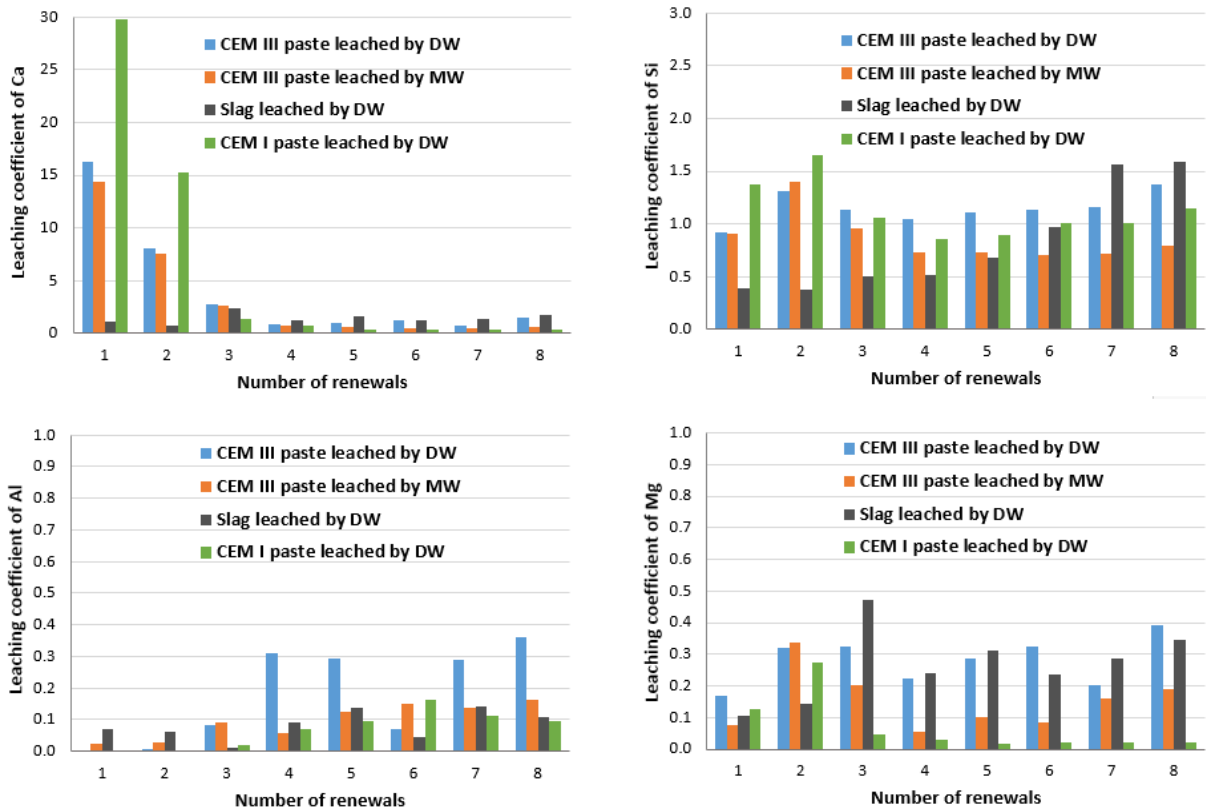 30
25
20
15
10
5
0
Leaching coefficient of Ca
CEM III paste leached by DW
CEM III paste leached by MW
Slag leached by DW
CEM I paste leached by DW
1 2 3 4 5 6 7 8
Number of renewals
3.0
2.5
2.0
1.5
1.0
0.5
0.0
Leaching coefficient of Si
CEM III paste leached by DW
CEM III paste leached by MW
Slag leached by DW
CEM I paste leached by DW
1 2 3 4 5 6 7 8
Number of renewals
1.0
0.9
0.8
0.7
0.6
0.5
0.4
0.3
0.2
0.1
0.0
Leaching coefficient of Al
CEM III paste leached by DW
CEM III paste leached by MW
Slag leached by DW
CEM I paste leached by DW
1 2 3 4 5 6 7 8
Number of renewals
1.0
0.9
0.8
0.7
0.6
0.5
0.4
0.3
0.2
0.1
0.0
Leaching coefficient of Mg
CEM III paste leached by DW
CEM III paste leached by MW
Slag leached by DW
CEM I paste leached by DW
1 2 3 4 5 6 7 8
Number of renewals